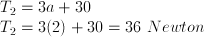 T₂ = 3a + 30
T₂ = 3(2) + 30 = 36 Newton